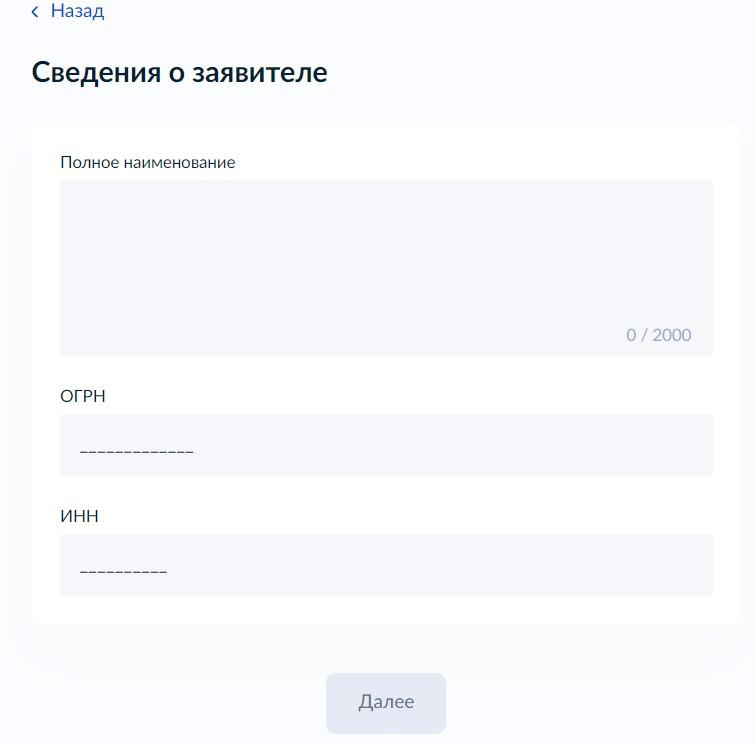 Назад
Сведения о заявителе
Полное наименование
0 / 2000
ОГРН
_____________
ИНН
__________
Далее